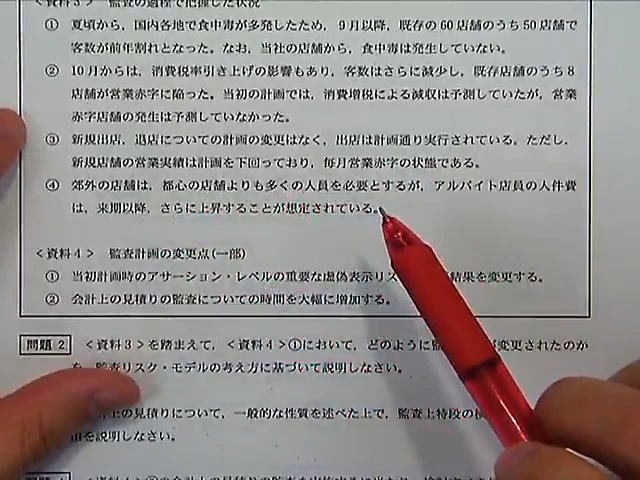 <資料3> 監査の過程で把握した状況
① 夏頃から，国内各地で食中毒が多発したため，9月以降，既存の60店舗のうち50店舗で
客数が前年割れとなった。なお，当社の店舗から，食中毒は発生していない。
② 10月からは，消費税率引き上げの影響もあり，客数はさらに減少し，既存店舗のうち8
店舗が営業赤字に陥った。当初の計画では，消費増税による減収は予測していたが，営業
赤字店舗の発生は予測していなかった。
③ 新規出店，退店についての計画の変更はなく，出店は計画通り実行されている。ただし，
新規店舗の営業実績は計画を下回っており，毎月営業赤字の状態である。
④ 郊外の店舗は，都心の店舗よりも多くの人員を必要とするが，アルバイト店員の人件費
は，来期以降，さらに上昇することが想定されている。
<資料4> 監査計画の変更点(一部)
① 当初計画時のアサーション・レベルの重要な虚偽表示リス 結果を変更する。
② 会計上の見積りの監査についての時間を大幅に増加する。
問題2 <資料3>を踏まえて，<資料4>①において，どのように監 が変更されたのか
を，監査リスク・モデルの考え方に基づいて説明しなさい。
上の見積りについて，一般的な性質を述べた上で，監査上特段の検
由を説明しなさい。